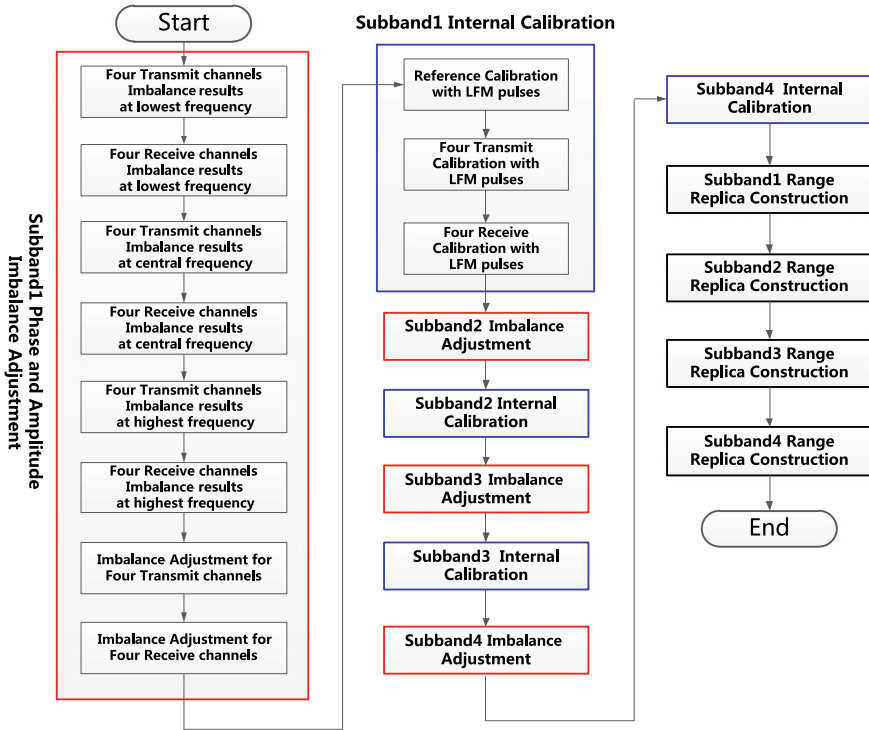 Start
Subband1 Phase and Amplitude
Imbalance Adjustment
Four Transmit channels
Imbalance results
at lowest frequency
Four Receive channels
Imbalance results
at lowest frequency
Four Transmit channels
Imbalance results
at central frequency
Four Receive channels
Imbalance results
at central frequency
Four Transmit channels
Imbalance results
at highest frequency
Four Receive channels
Imbalance results
at highest frequency
Imbalance Adjustment for
Four Transmit channels
Imbalance Adjustment for
Four Receive channels
Subband1 Internal Calibration
Reference Calibration
with LFM pulses
Four Transmit
Calibration with
LFM pulses
Four Receive
Calibration with
LFM pulses
Subband2 Imbalance
Adjustment
Subband2 Internal
Calibration
Subband3 Imbalance
Adjustment
Subband3 Internal
Calibration
Subband4 Imbalance
Adjustment
Subband4 Internal
Calibration
Subband1 Range
Replica Construction
Subband2 Range
Replica Construction
Subband3 Range
Replica Construction
Subband4 Range
Replica Construction
End